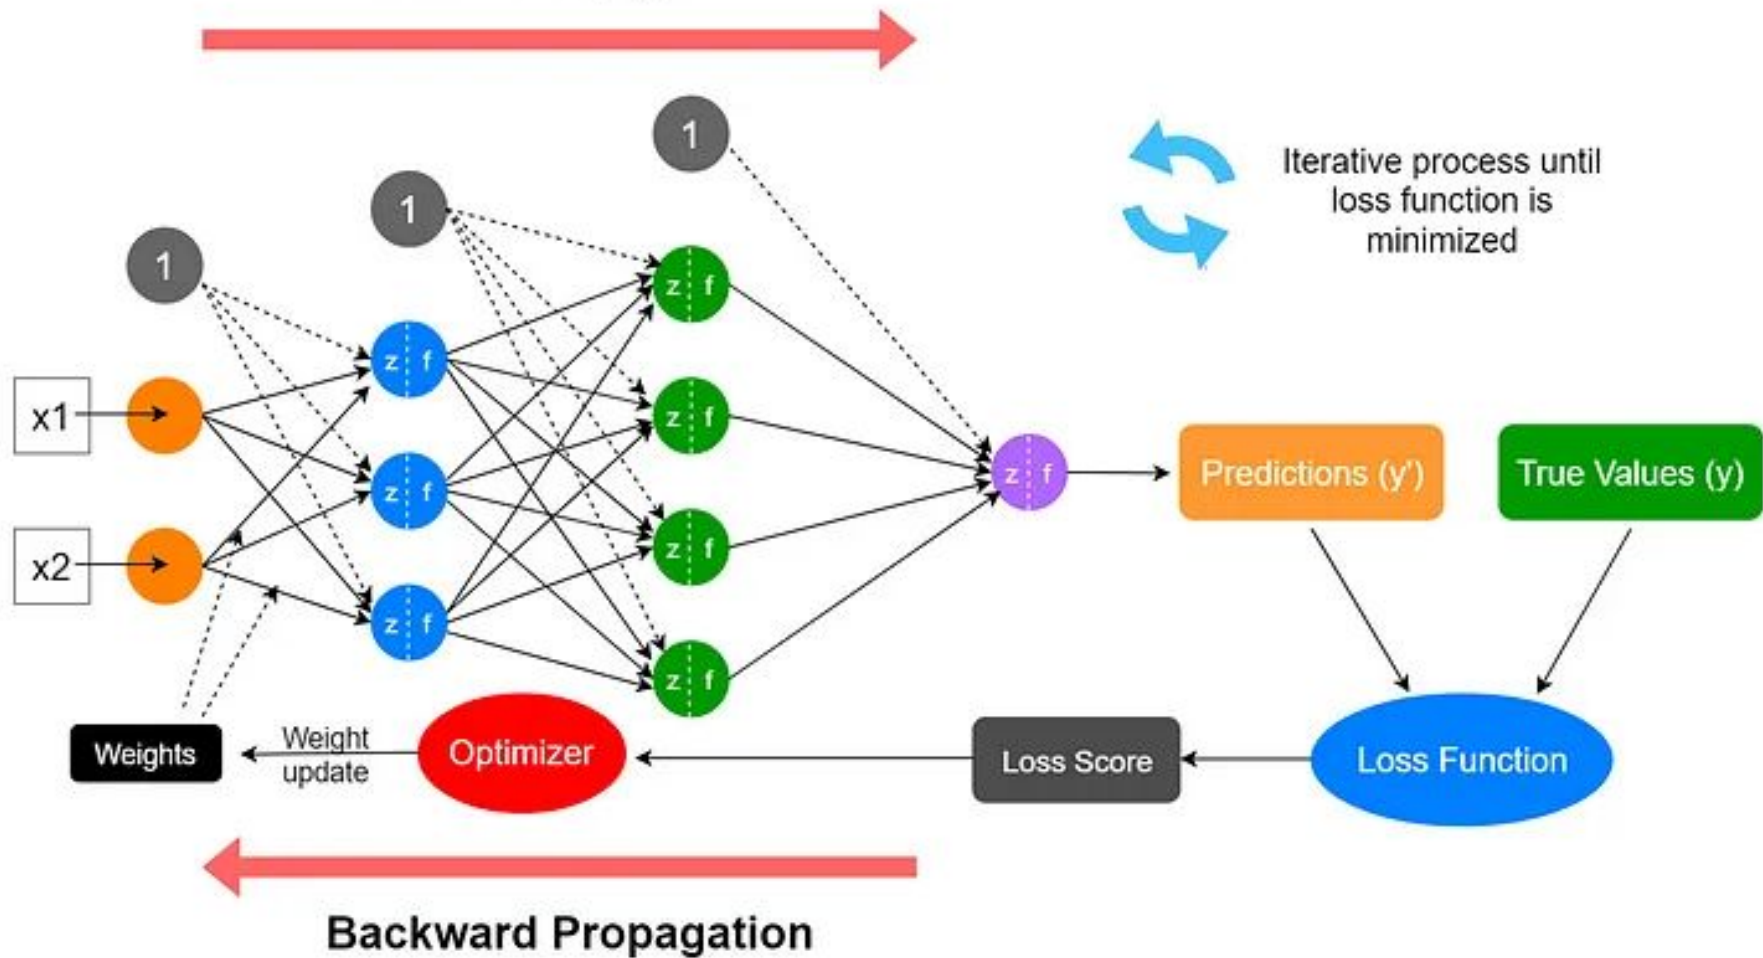 1
1
1
Iterative process until
loss function is
minimized
z f
z f
x1
z f
z f
z f
z f
Predictions (y')
True Values (y)
x2
z f
z f
z f
Weights
Weight
update
Optimizer
Loss Score
Loss Function
Backward Propagation